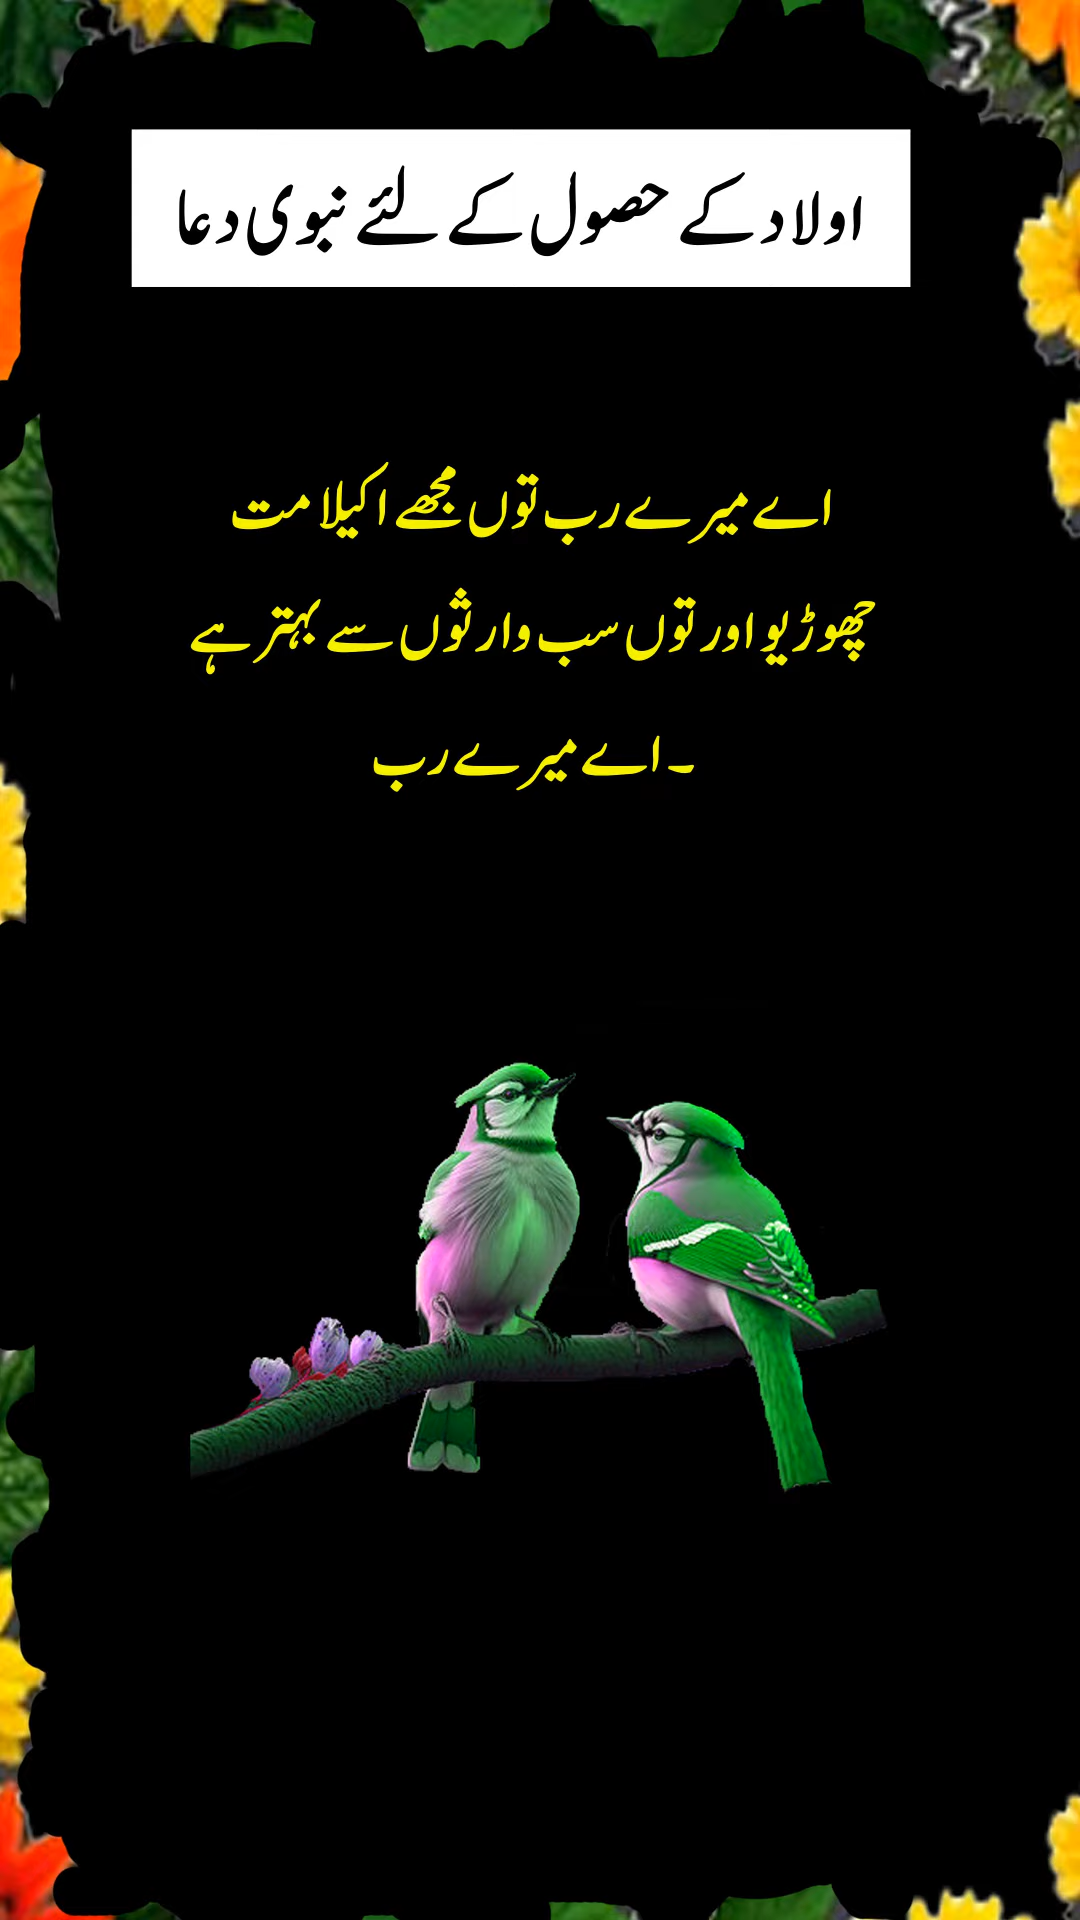 اولاد کے حصول کے لئے نبوی دعا
اے میرے رب توں مجھے اکیلا مت
چھوڑیو اور توں سب وارثوں سے بہتر ہے
۔اے میرے رب